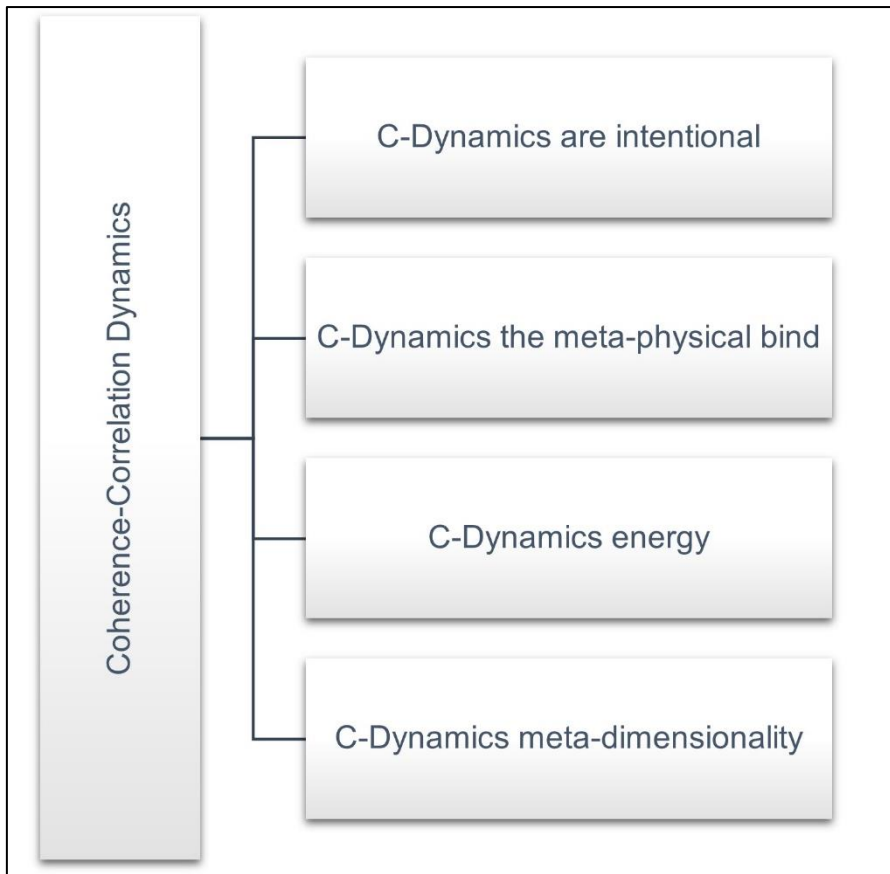 Coherence-Correlation Dynamics
C-Dynamics are intentional
C-Dynamics the meta-physical bind
C-Dynamics energy
C-Dynamics meta-dimensionality